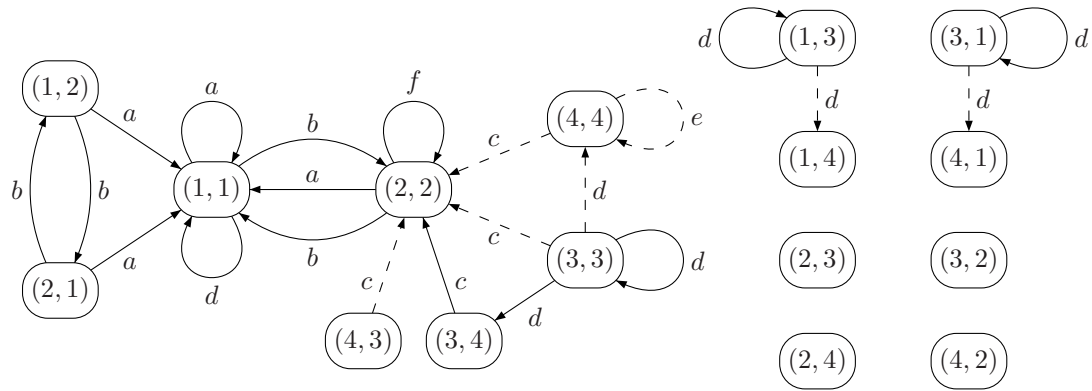 d (1, 3) (3, 1) d
(1, 2) a f
a b (4, 4) e d d
c
b b (1, 1) a (2, 2) (1, 4) (4, 1)
d
c
a b (3, 3) d (2, 3) (3, 2)
(2, 1) d c c
d
(4, 3) (3, 4)
(2, 4) (4, 2)